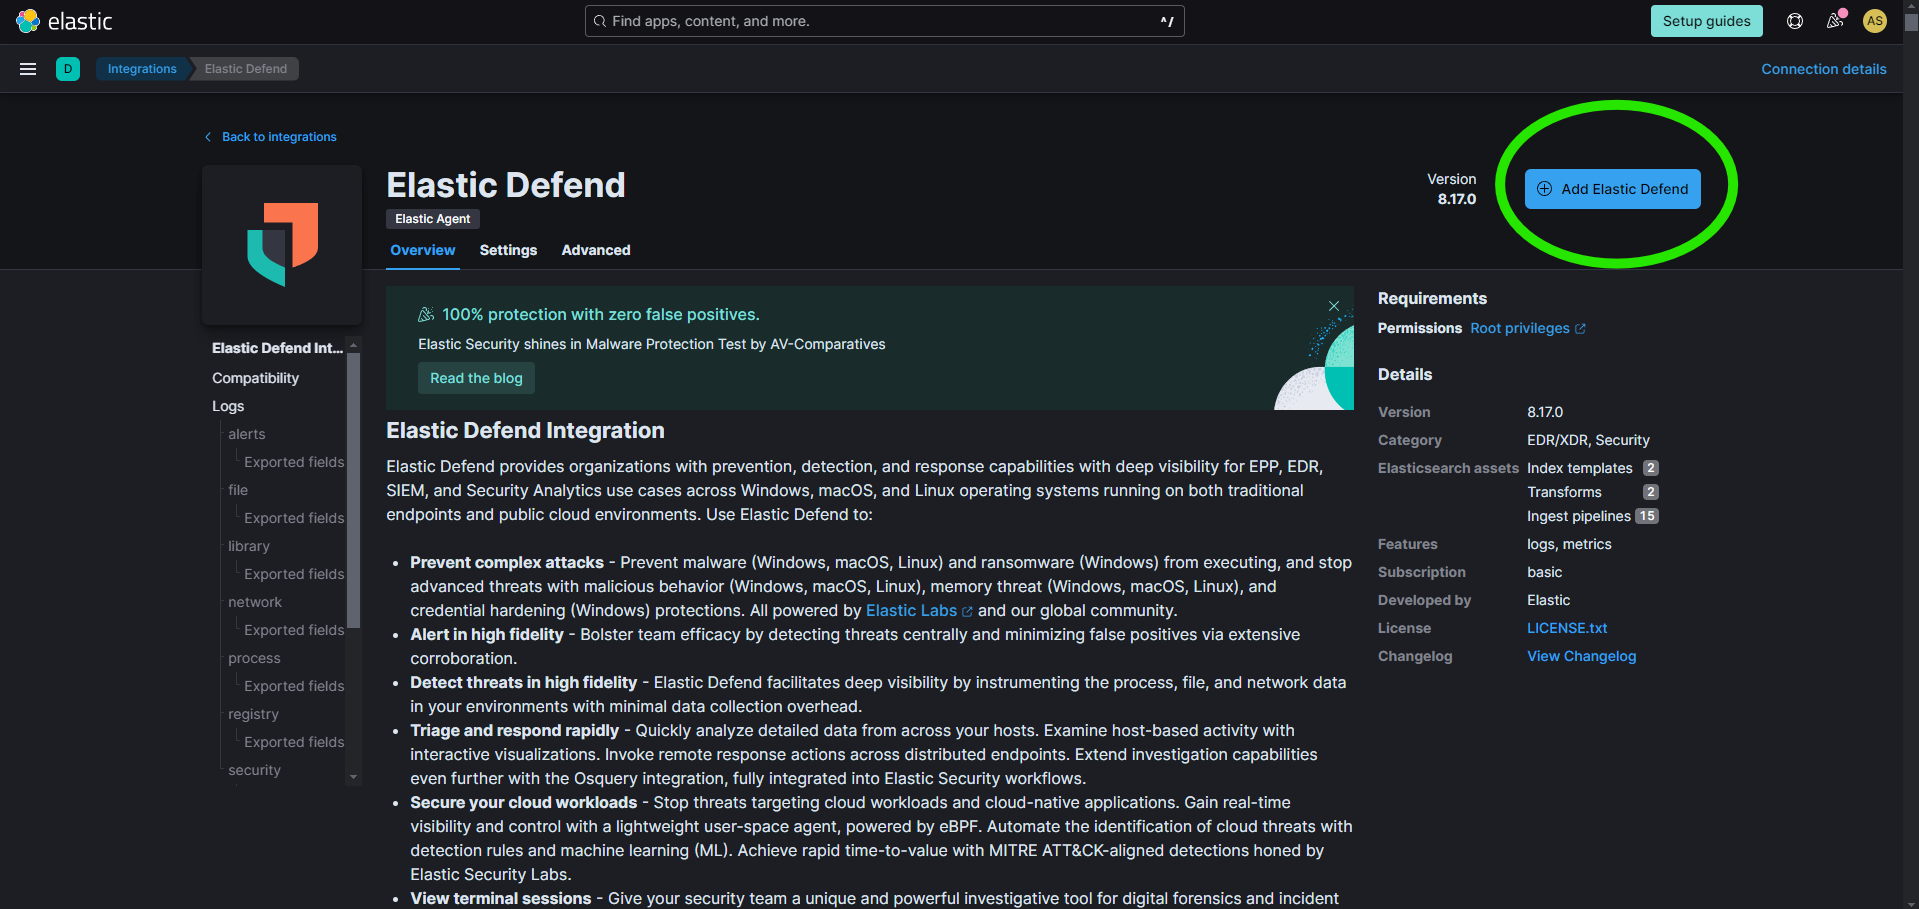 elastic
Find apps, content, and more.
^/
Setup guides
AS
D
Integrations
Elastic Defend
Connection details
Back to integrations
Elastic Defend
Elastic Agent
Version
8.17.0
Add Elastic Defend
Overview
Settings
Advanced
Elastic Defend Int...
Compatibility
Logs
alerts
Exported fields
file
Exported fields
library
Exported fields
network
Exported fields
process
Exported fields
registry
Exported fields
security
100% protection with zero false positives.
Elastic Security shines in Malware Protection Test by AV-Comparatives
Read the blog
Elastic Defend Integration
Elastic Defend provides organizations with prevention, detection, and response capabilities with deep visibility for EPP, EDR,
SIEM, and Security Analytics use cases across Windows, macOS, and Linux operating systems running on both traditional
endpoints and public cloud environments. Use Elastic Defend to:
• Prevent complex attacks - Prevent malware (Windows, macOS, Linux) and ransomware (Windows) from executing, and stop
advanced threats with malicious behavior (Windows, macOS, Linux), memory threat (Windows, macOS, Linux), and
credential hardening (Windows) protections. All powered by Elastic Labs and our global community.
• Alert in high fidelity - Bolster team efficacy by detecting threats centrally and minimizing false positives via extensive
corroboration.
• Detect threats in high fidelity - Elastic Defend facilitates deep visibility by instrumenting the process, file, and network data
in your environments with minimal data collection overhead.
• Triage and respond rapidly - Quickly analyze detailed data from across your hosts. Examine host-based activity with
interactive visualizations. Invoke remote response actions across distributed endpoints. Extend investigation capabilities
even further with the Osquery integration, fully integrated into Elastic Security workflows.
• Secure your cloud workloads - Stop threats targeting cloud workloads and cloud-native applications. Gain real-time
visibility and control with a lightweight user-space agent, powered by eBPF. Automate the identification of cloud threats with
detection rules and machine learning (ML). Achieve rapid time-to-value with MITRE ATT&CK-aligned detections honed by
Elastic Security Labs.
• View terminal sessions - Give your security team a unique and powerful investigative tool for digital forensics and incident
Requirements
Permissions Root privileges
Details
Version 8.17.0
Category EDR/XDR, Security
Elasticsearch assets Index templates 2
Transforms 2
Ingest pipelines 15
Features logs, metrics
Subscription basic
Developed by Elastic
License LICENSE.txt
Changelog View Changelog